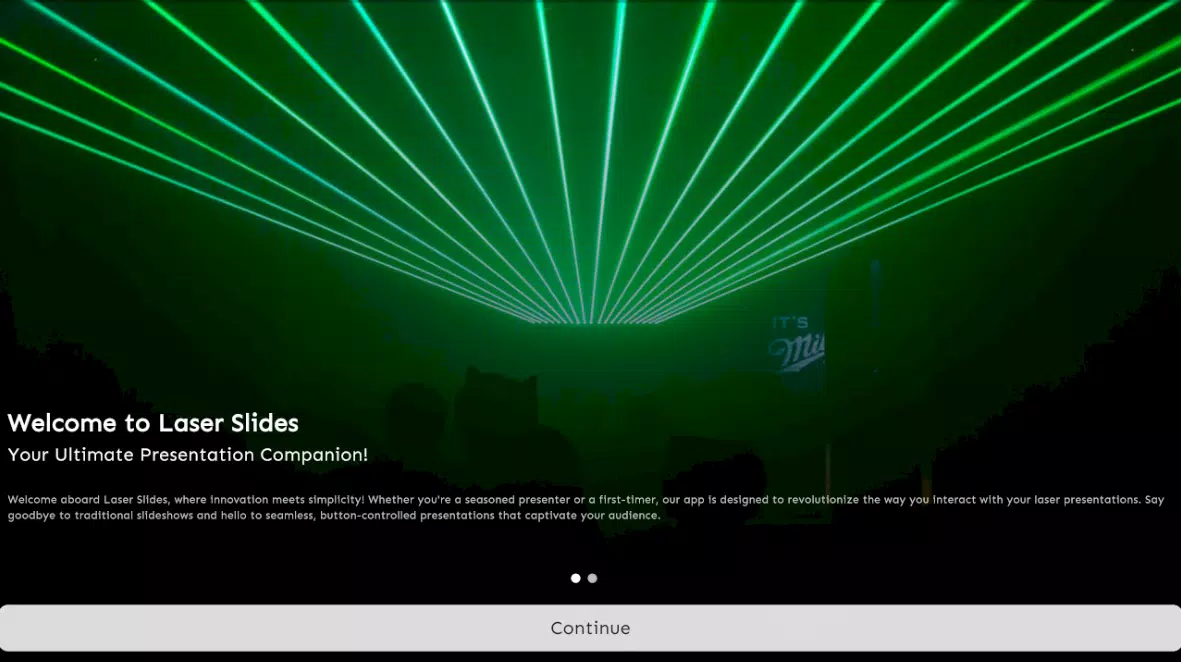 IT'S
Welcome to Laser Slides
Your Ultimate Presentation Companion!
Welcome aboard Laser Slides, where innovation meets simplicity! Whether you're a seasoned presenter or a first-timer, our app is designed to revolutionize the way you interact with your laser presentations. Say
goodbye to traditional slideshows and hello to seamless, button-controlled presentations that captivate your audience.
Continue